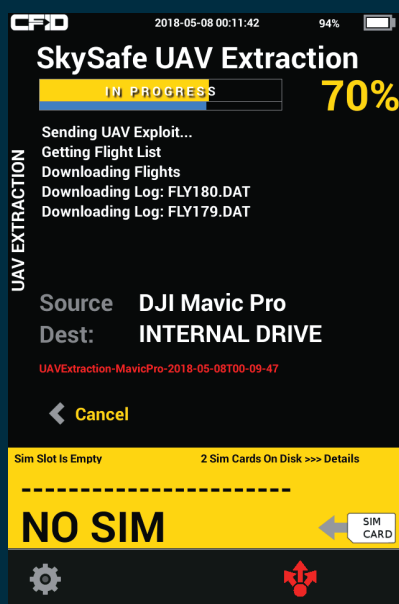 CFID 2018-05-08 00:11:42 94%
SkySafe UAV Extraction
IN PROGRESS 70%
Sending UAV Exploit...
Getting Flight List
Downloading Flights
Downloading Log: FLY180.DAT
Downloading Log: FLY179.DAT
UAV EXTRACTION
Source DJI Mavic Pro
Dest: INTERNAL DRIVE
UAVExtraction-MavicPro-2018-05-08T00-09-47
Cancel
Sim Slot Is Empty 2 Sim Cards On Disk >>> Details
------------------------
NO SIM
SIM
CARD